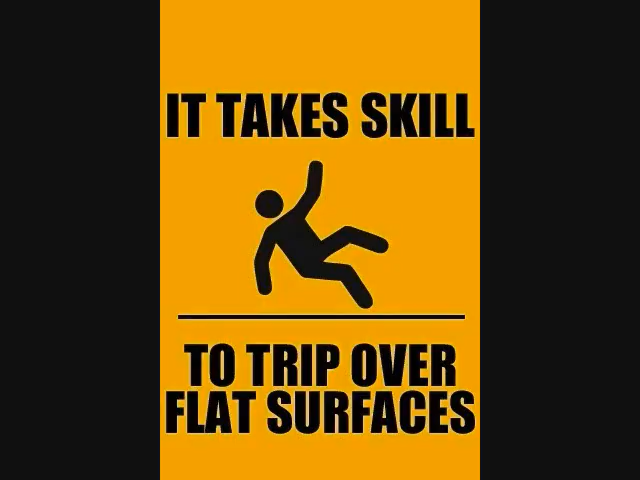 IT TAKES SKILL
TO TRIP OVER
FLAT SURFACES